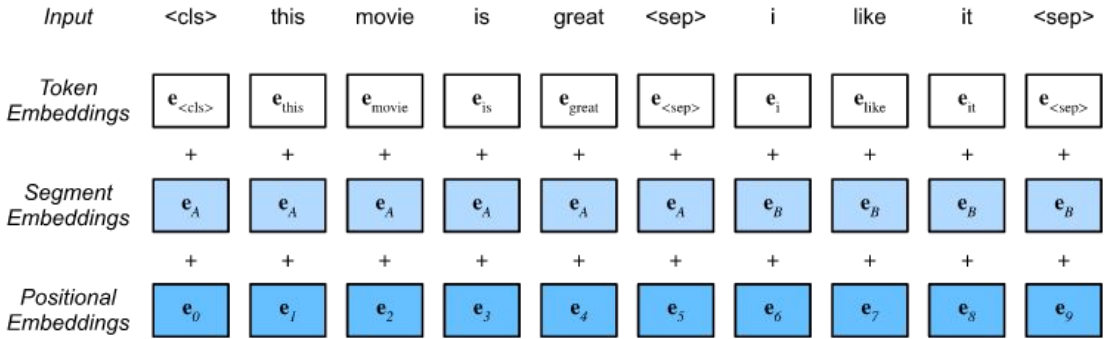 Input <cls> this movie is great <sep> i like it <sep>
Token Embeddings e<cls> ethis emovie eis egreat e<sep> ei elike eit e<sep>
+ + + + + + + + + +
Segment Embeddings eA eA eA eA eA eA eB eB eB eB
+ + + + + + + + + +
Positional Embeddings e0 e1 e2 e3 e4 e5 e6 e7 e8 e9